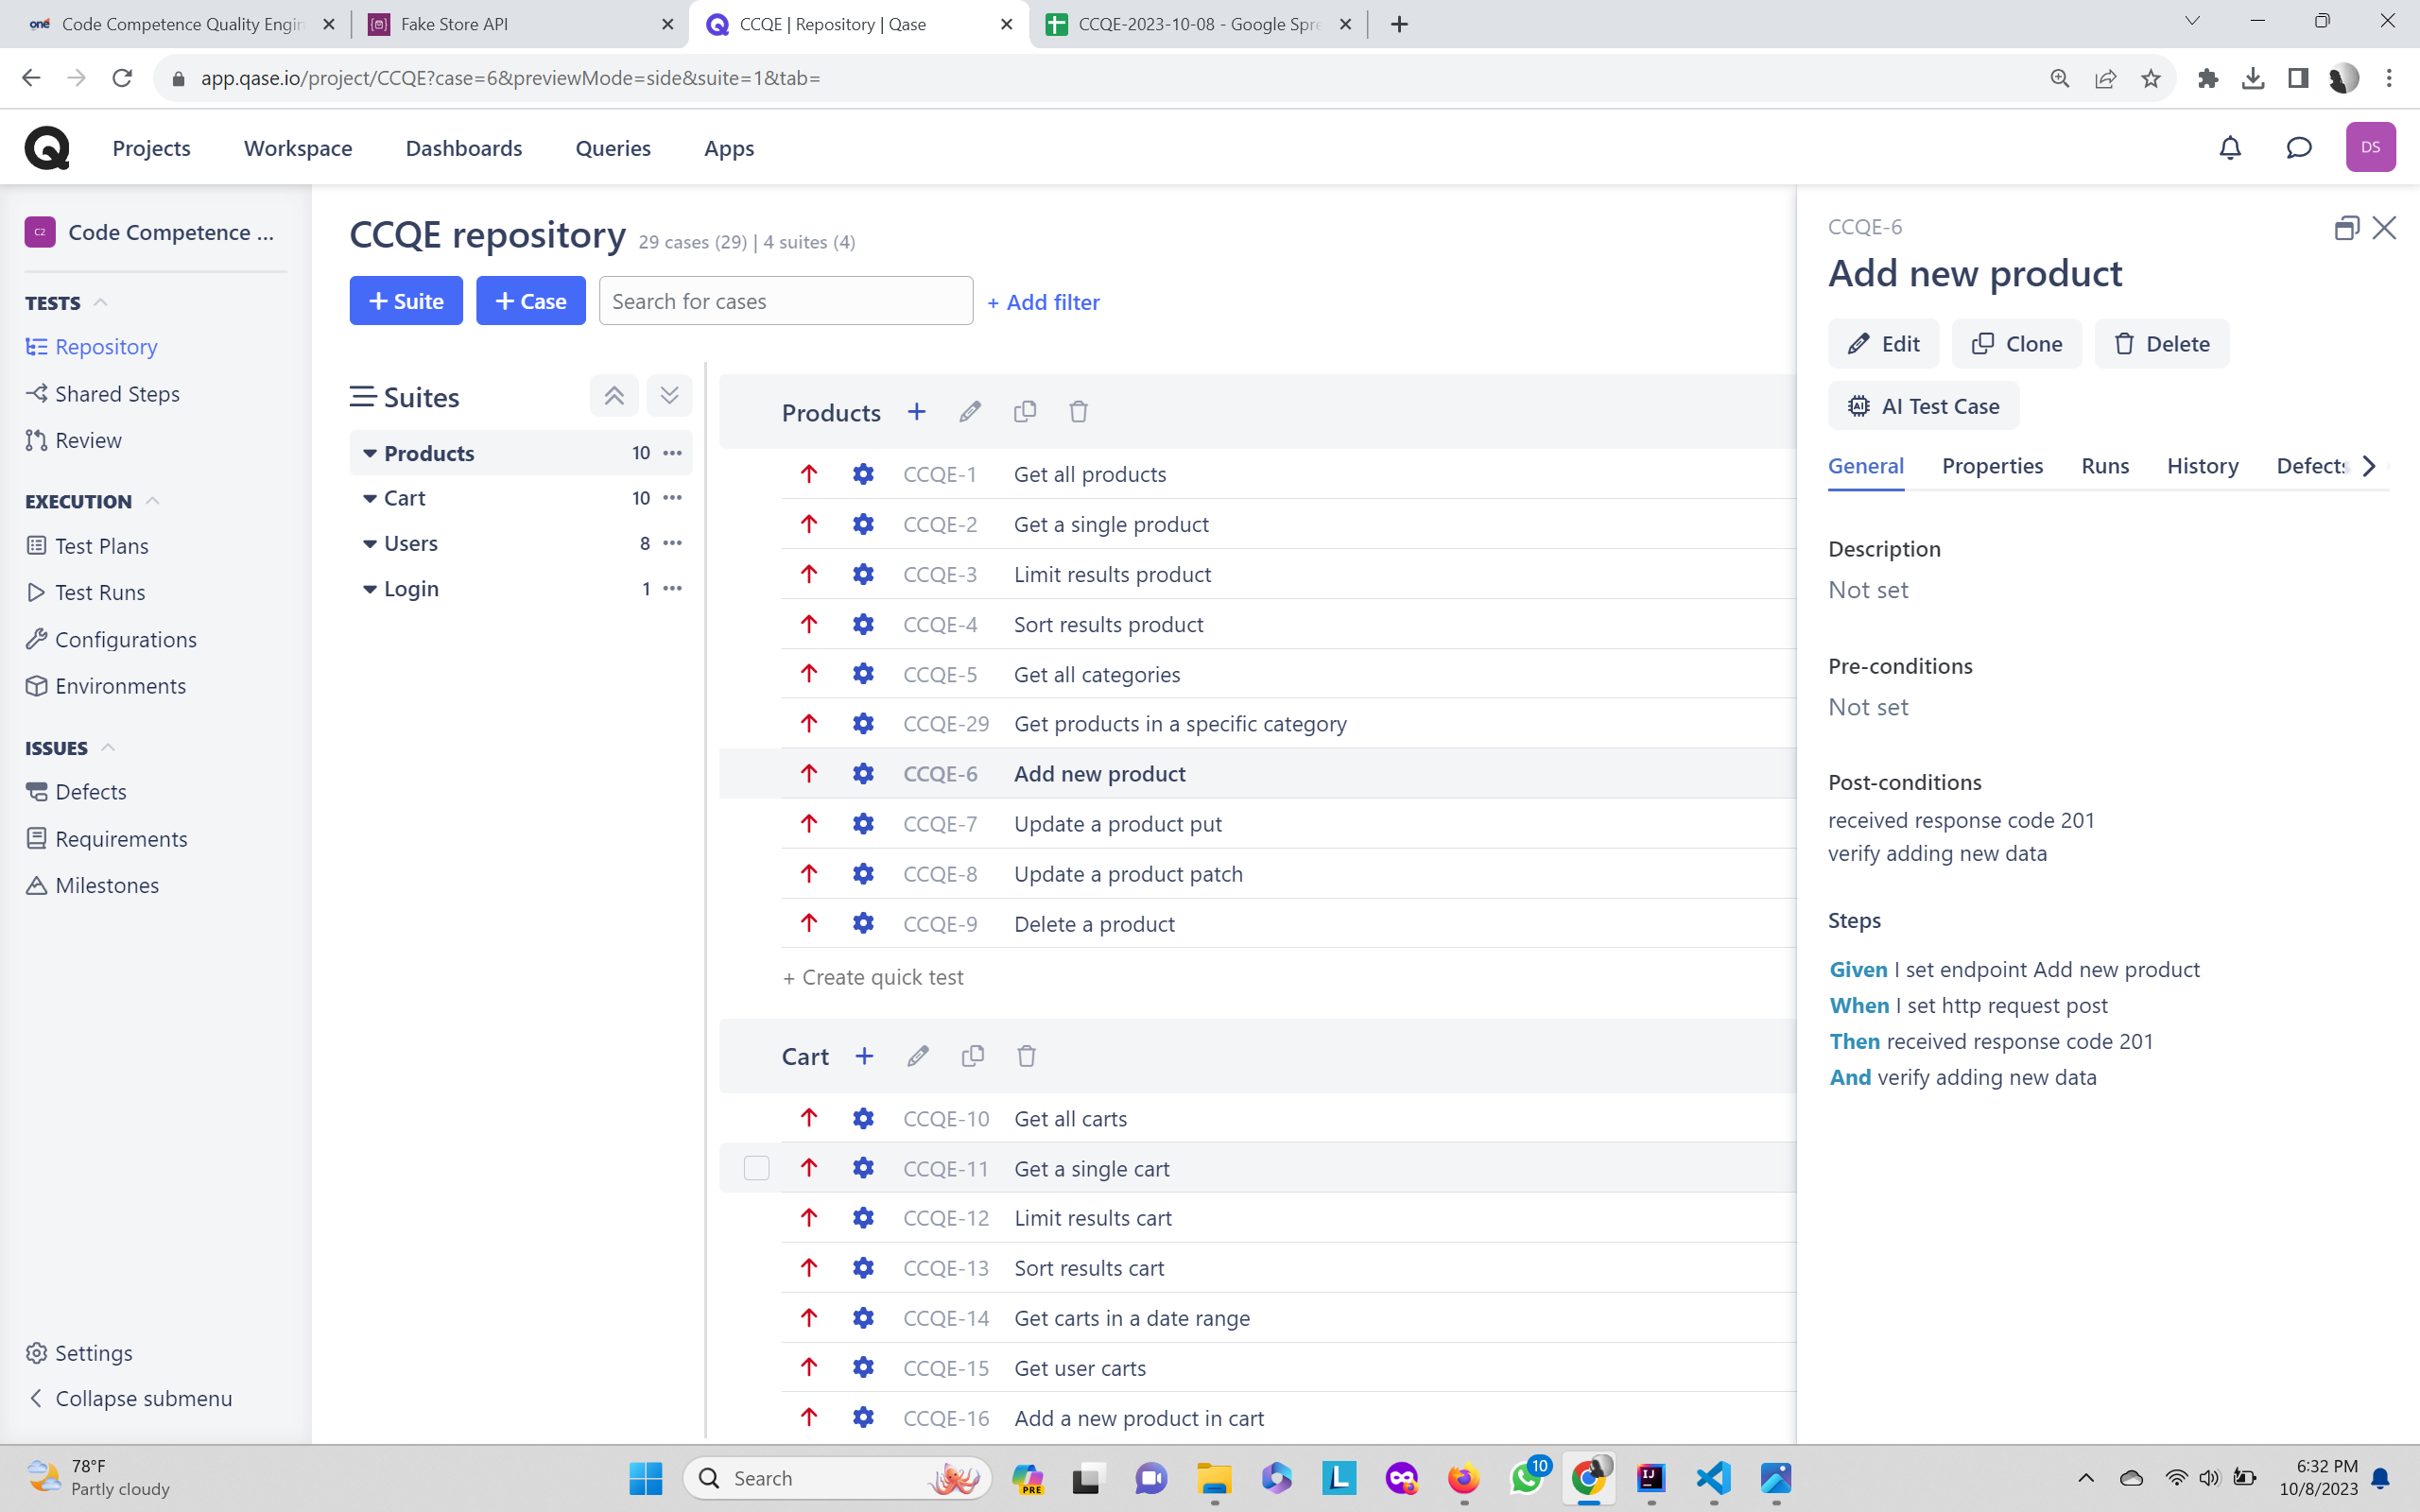 Code Competence Quality Engin
Fake Store API
CCQE | Repository | Qase
CCQE-2023-10-08 - Google Spre
app.qase.io/project/CCQE?case=6&previewMode=side&suite=1&tab=
Projects
Workspace
Dashboards
Queries
Apps
DS
C2
Code Competence ...
TESTS
Repository
Shared Steps
Review
EXECUTION
Test Plans
Test Runs
Configurations
Environments
ISSUES
Defects
Requirements
Milestones
Settings
Collapse submenu
CCQE repository 29 cases (29) | 4 suites (4)
+ Suite
+ Case
Search for cases
+ Add filter
Suites
Products 10
Cart 10
Users 8
Login 1
Products
CCQE-1 Get all products
CCQE-2 Get a single product
CCQE-3 Limit results product
CCQE-4 Sort results product
CCQE-5 Get all categories
CCQE-29 Get products in a specific category
CCQE-6 Add new product
CCQE-7 Update a product put
CCQE-8 Update a product patch
CCQE-9 Delete a product
+ Create quick test
Cart
CCQE-10 Get all carts
CCQE-11 Get a single cart
CCQE-12 Limit results cart
CCQE-13 Sort results cart
CCQE-14 Get carts in a date range
CCQE-15 Get user carts
CCQE-16 Add a new product in cart
CCQE-6
Add new product
Edit
Clone
Delete
AI Test Case
General
Properties
Runs
History
Defects
Description
Not set
Pre-conditions
Not set
Post-conditions
received response code 201
verify adding new data
Steps
Given I set endpoint Add new product
When I set http request post
Then received response code 201
And verify adding new data
78°F
Partly cloudy
Search
PRE
L
10
IJ
6:32 PM
10/8/2023